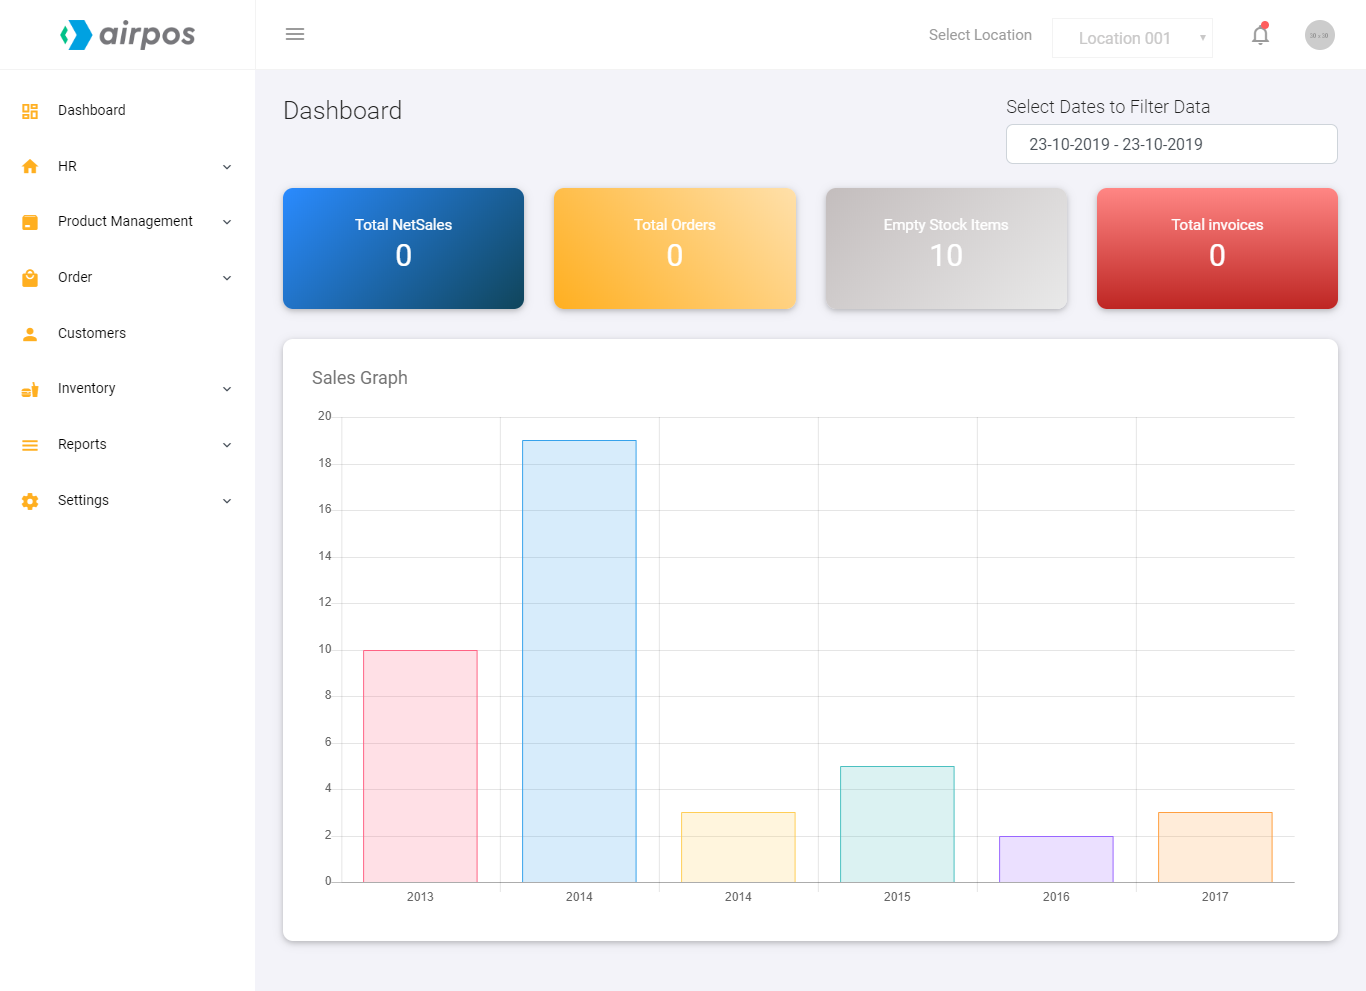 airpos
Select Location
Location 001
30 x 30
Dashboard
HR
Product Management
Order
Customers
Inventory
Reports
Settings
Dashboard
Select Dates to Filter Data
23-10-2019 - 23-10-2019
Total NetSales
0
Total Orders
0
Empty Stock Items
10
Total invoices
0
Sales Graph
20
18
16
14
12
10
8
6
4
2
0
2013 2014 2014 2015 2016 2017